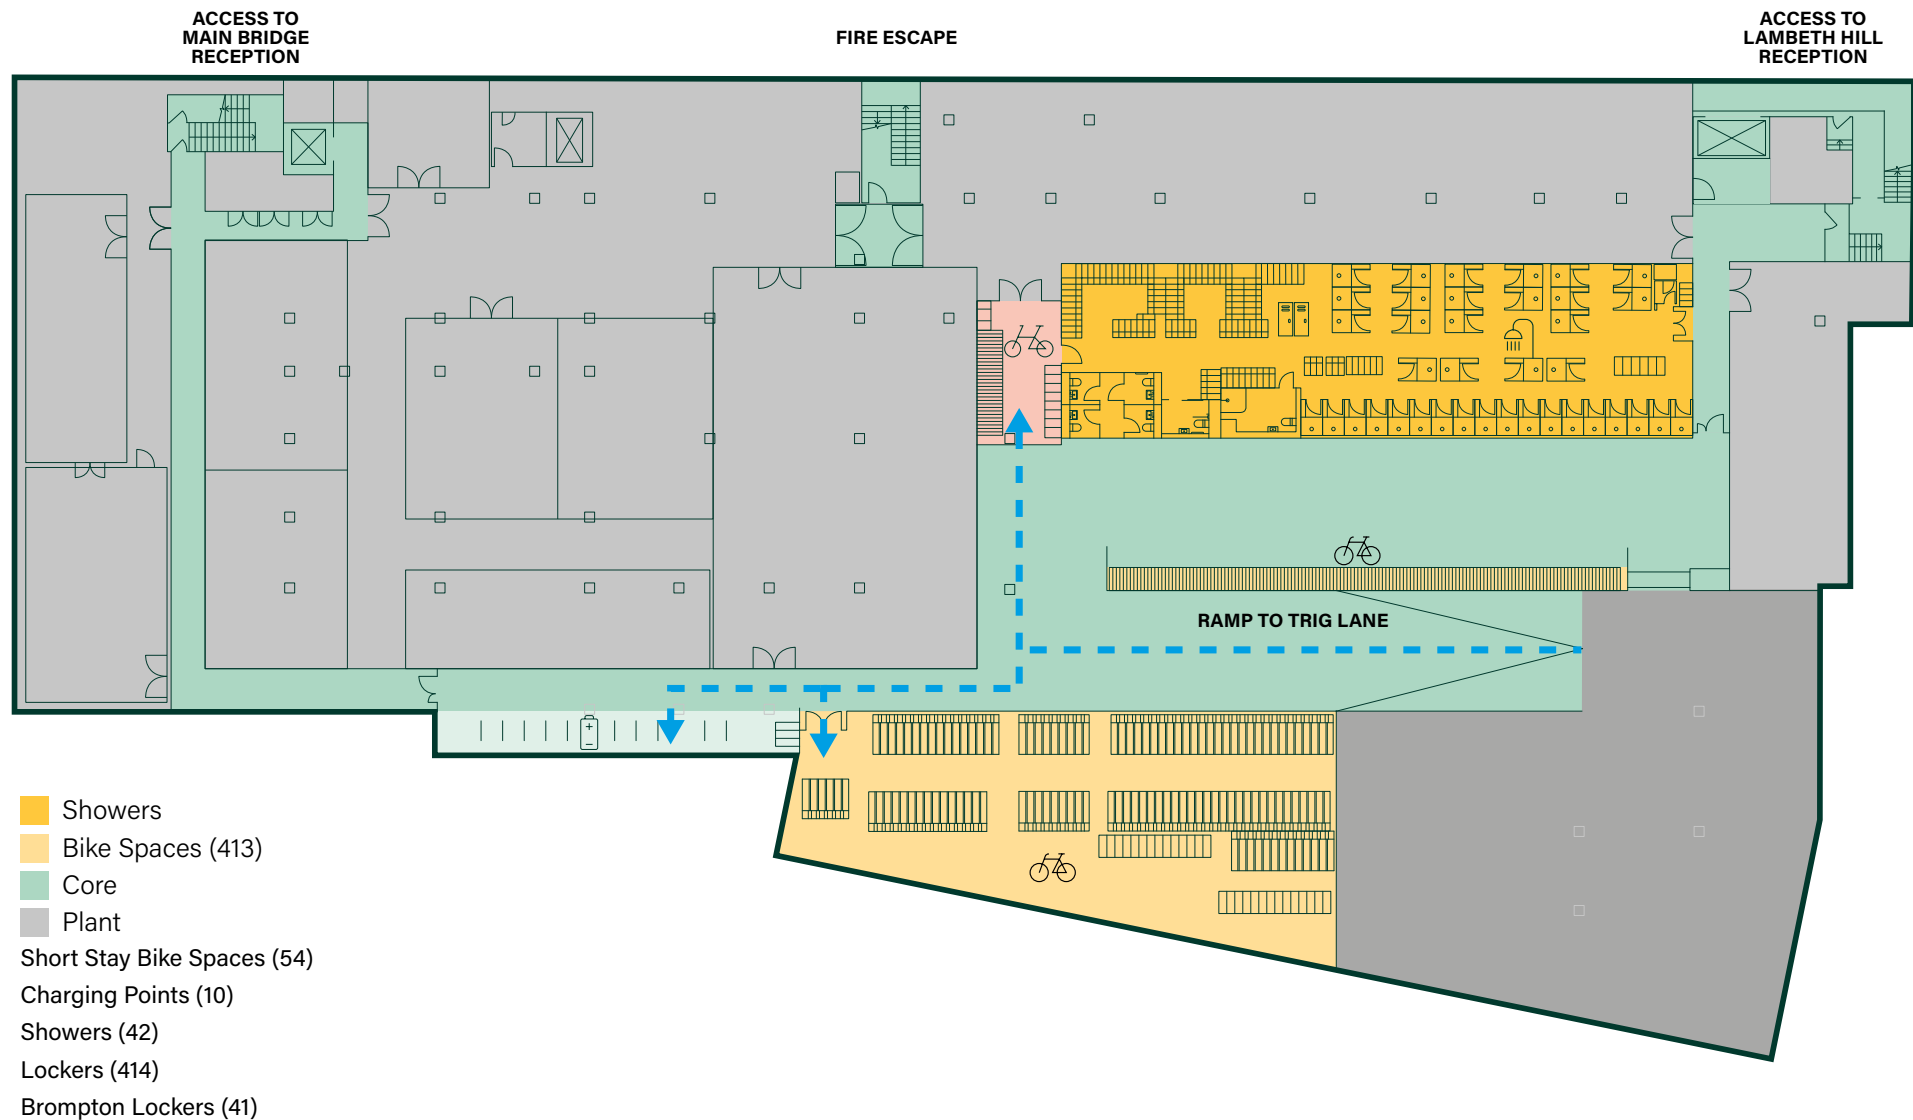 ACCESS TO
MAIN BRIDGE
RECEPTION
FIRE ESCAPE
ACCESS TO
LAMBETH HILL
RECEPTION
RAMP TO TRIG LANE
Showers
Bike Spaces (413)
Core
Plant
Short Stay Bike Spaces (54)
Charging Points (10)
Showers (42)
Lockers (414)
Brompton Lockers (41)